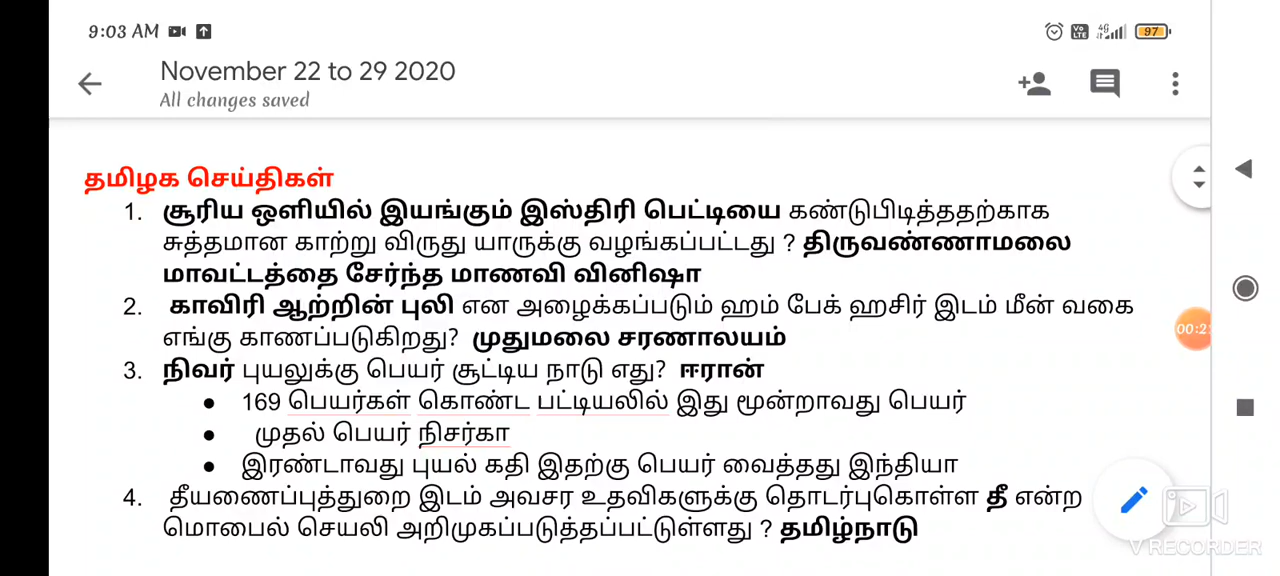 9:03 AM
97
November 22 to 29 2020
All changes saved
தமிழக செய்திகள்
1. சூரிய ஒளியில் இயங்கும் இஸ்திரி பெட்டியை கண்டுபிடித்ததற்காக
சுத்தமான காற்று விருது யாருக்கு வழங்கப்பட்டது ? திருவண்ணாமலை
மாவட்டத்தை சேர்ந்த மாணவி வினிஷா
2. காவிரி ஆற்றின் புலி என அழைக்கப்படும் ஹம் பேக் ஹசிர் இடம் மீன் வகை
எங்கு காணப்படுகிறது? முதுமலை சரணாலயம்
3. நிவர் புயலுக்கு பெயர் சூட்டிய நாடு எது? ஈரான்
• 169 பெயர்கள் கொண்ட பட்டியலில் இது மூன்றாவது பெயர்
• முதல் பெயர் நிசர்கா
• இரண்டாவது புயல் கதி இதற்கு பெயர் வைத்தது இந்தியா
4. தீயணைப்புத்துறை இடம் அவசர உதவிகளுக்கு தொடர்புகொள்ள தீ என்ற
மொபைல் செயலி அறிமுகப்படுத்தப்பட்டுள்ளது ? தமிழ்நாடு
VRECORDER